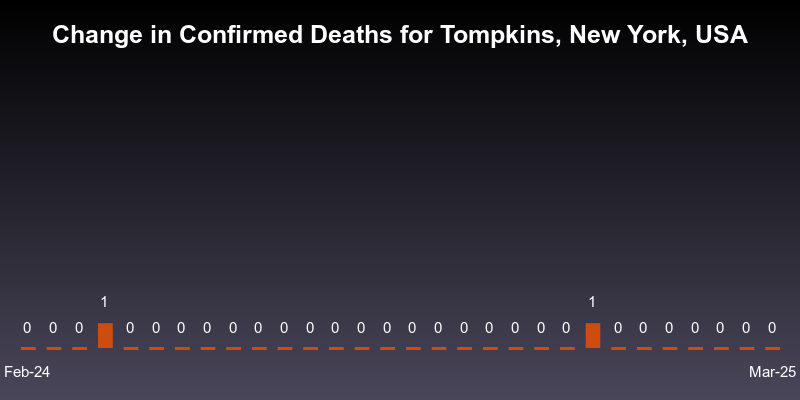 Change in Confirmed Deaths for Tompkins, New York, USA
1 1
0 0 0 0 0 0 0 0 0 0 0 0 0 0 0 0 0 0 0 0 0 0 0 0 0 0 0 0
Feb-24 Mar-25